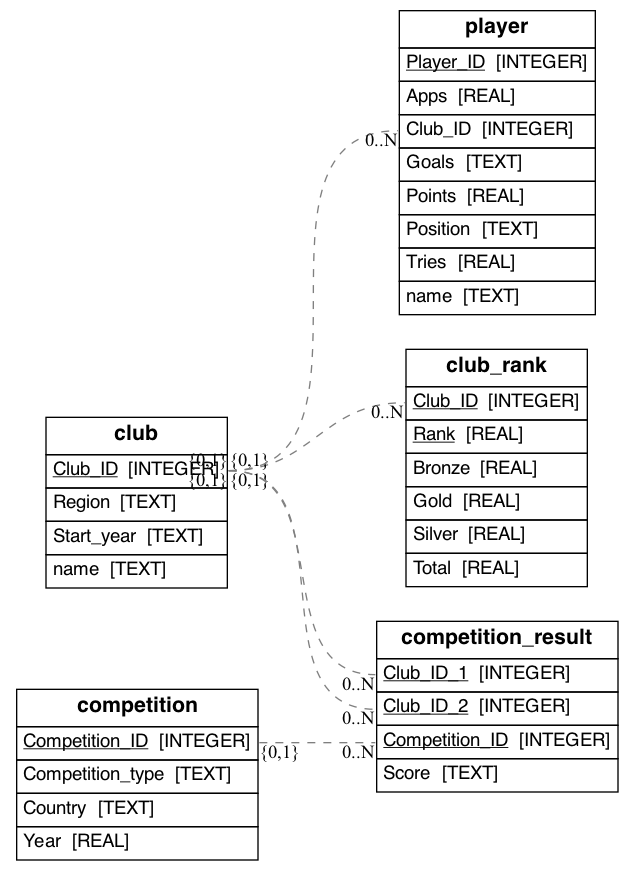 player
Player_ID [INTEGER]
Apps [REAL]
Club_ID [INTEGER]
0..N
Goals [TEXT]
Points [REAL]
Position [TEXT]
Tries [REAL]
name [TEXT]
club_rank
Club_ID [INTEGER]
0..N
Rank [REAL]
Bronze [REAL]
Gold [REAL]
Silver [REAL]
Total [REAL]
club
Club_ID [INTEGER]
{0,1} {0,1}
{0,1} {0,1}
Region [TEXT]
Start_year [TEXT]
name [TEXT]
competition_result
Club_ID_1 [INTEGER]
0..N
Club_ID_2 [INTEGER]
0..N
Competition_ID [INTEGER]
0..N
Score [TEXT]
competition
Competition_ID [INTEGER]
{0,1}
Competition_type [TEXT]
Country [TEXT]
Year [REAL]